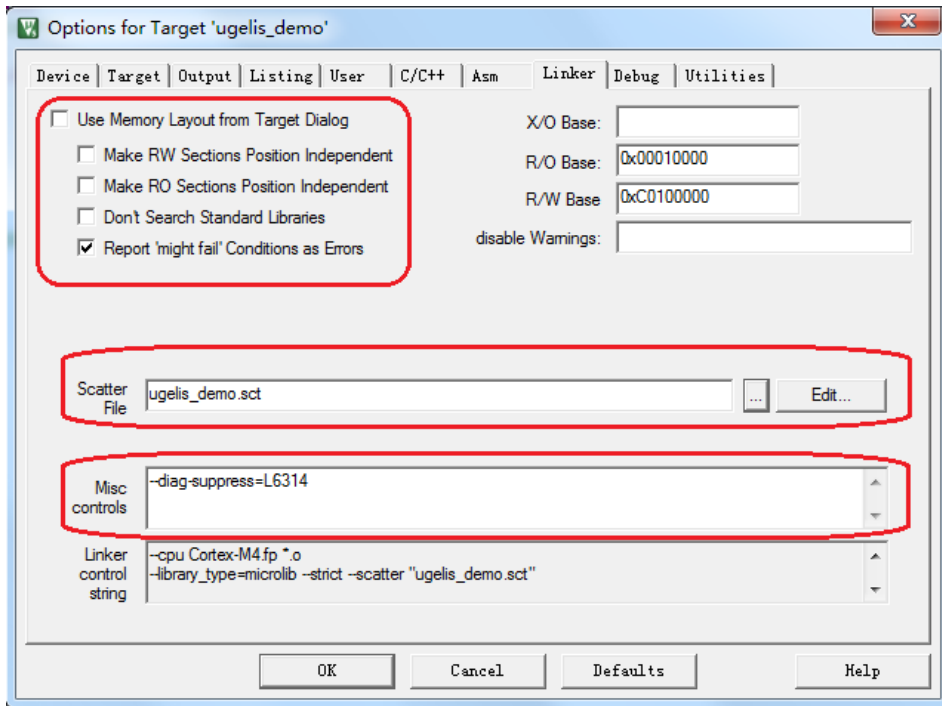 Options for Target 'ugelis_demo'
Device Target Output Listing User C/C++ Asm Linker Debug Utilities
Use Memory Layout from Target Dialog
Make RW Sections Position Independent
Make RO Sections Position Independent
Don't Search Standard Libraries
Report 'might fail' Conditions as Errors
X/O Base:
R/O Base: 0x00010000
R/W Base 0xC0100000
disable Warnings:
Scatter File ugelis_demo.sct ... Edit...
Misc controls --diag-suppress=L6314
Linker control string --cpu Cortex-M4.fp *.o
--library_type=microlib --strict --scatter "ugelis_demo.sct"
OK Cancel Defaults Help